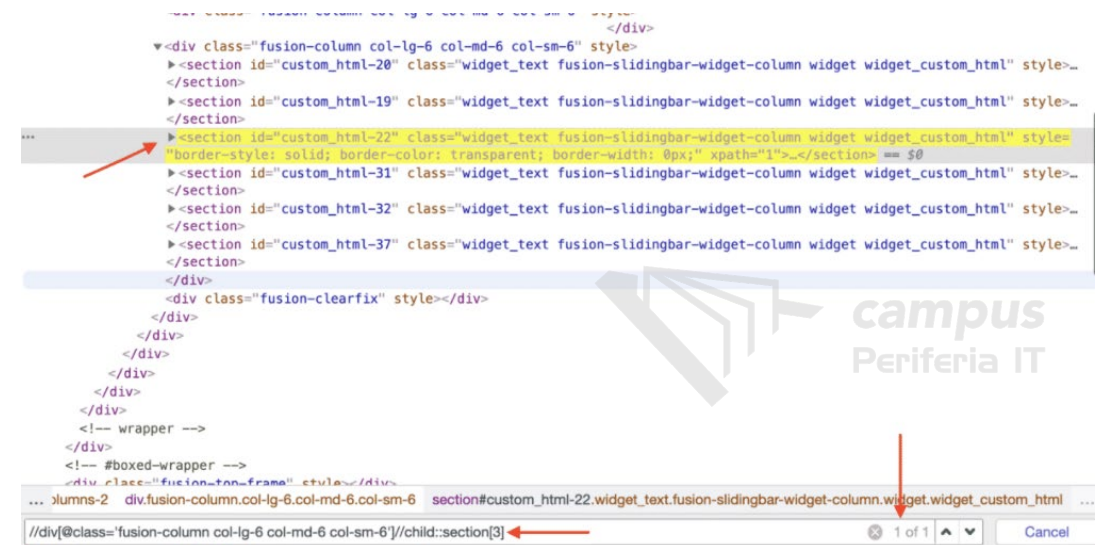 </div>
▼<div class="fusion-column col-lg-6 col-md-6 col-sm-6" style>
▶<section id="custom_html-20" class="widget_text fusion-slidingbar-widget-column widget widget_custom_html" style>…
</section>
▶<section id="custom_html-19" class="widget_text fusion-slidingbar-widget-column widget widget_custom_html" style>…
</section>
... ▶<section id="custom_html-22" class="widget_text fusion-slidingbar-widget-column widget widget_custom_html" style=
"border-style: solid; border-color: transparent; border-width: 0px;" xpath="1">…</section> == $0
▶<section id="custom_html-31" class="widget_text fusion-slidingbar-widget-column widget widget_custom_html" style>…
</section>
▶<section id="custom_html-32" class="widget_text fusion-slidingbar-widget-column widget widget_custom_html" style>…
</section>
▶<section id="custom_html-37" class="widget_text fusion-slidingbar-widget-column widget widget_custom_html" style>…
</section>
</div>
<div class="fusion-clearfix" style></div>
</div>
</div>
</div>
</div>
</div>
</div>
<!-- wrapper -->
</div>
<!-- #boxed-wrapper -->
<div class="fusion-top-frame" style></div>
campus
Periferia IT
... olumns-2 div.fusion-column.col-lg-6.col-md-6.col-sm-6 section#custom_html-22.widget_text.fusion-slidingbar-widget-column.widget.widget_custom_html ...
//div[@class='fusion-column col-lg-6 col-md-6 col-sm-6']//child::section[3] 1 of 1 Cancel